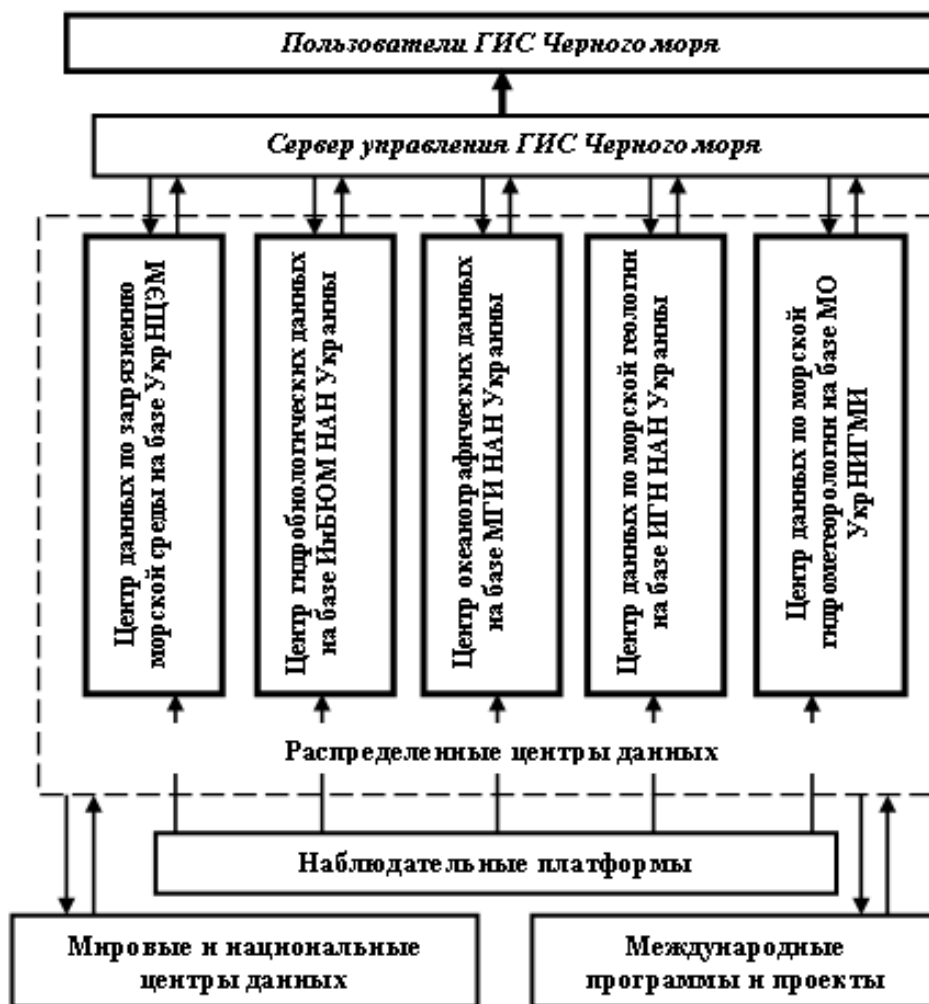 Пользователи ГИС Черного моря
Сервер управления ГИС Черного моря
Центр данных по загрязнению
морской среды на базе УкрНЦЭМ
Центр гидробиологических данных
на базе ИнБЮМ НАН Украины
Центр океанографических данных
на базе МГИ НАН Украины
Центр данных по морской геологии
на базе ИГН НАН Украины
Центр данных по морской
гидрометеорологии на базе МО
УкрНИГМИ
Распределенные центры данных
Наблюдательные платформы
Мировые и национальные
центры данных
Международные
программы и проекты